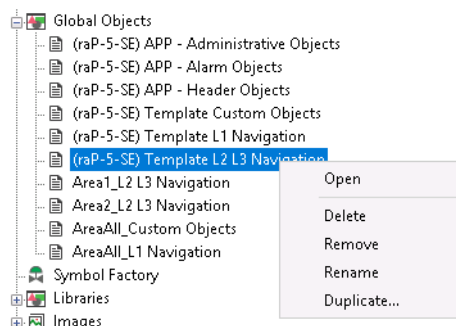 Global Objects
(raP-5-SE) APP - Administrative Objects
(raP-5-SE) APP - Alarm Objects
(raP-5-SE) APP - Header Objects
(raP-5-SE) Template Custom Objects
(raP-5-SE) Template L1 Navigation
(raP-5-SE) Template L2 L3 Navigation
Open
Area1_L2 L3 Navigation
Area2_L2 L3 Navigation
Delete
AreaAll_Custom Objects
Remove
AreaAll_L1 Navigation
Rename
Symbol Factory
Libraries
Duplicate...
Images